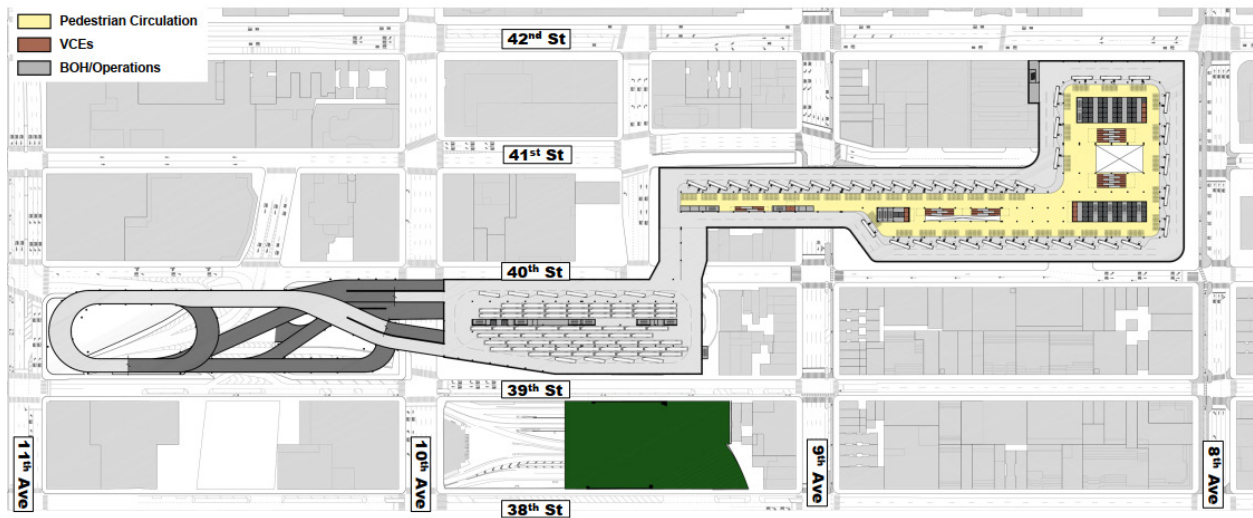 Pedestrian Circulation
VCEs
BOH/Operations
42nd St
41st St
40th St
39th St
38th St
11th Ave
10th Ave
9th Ave
8th Ave